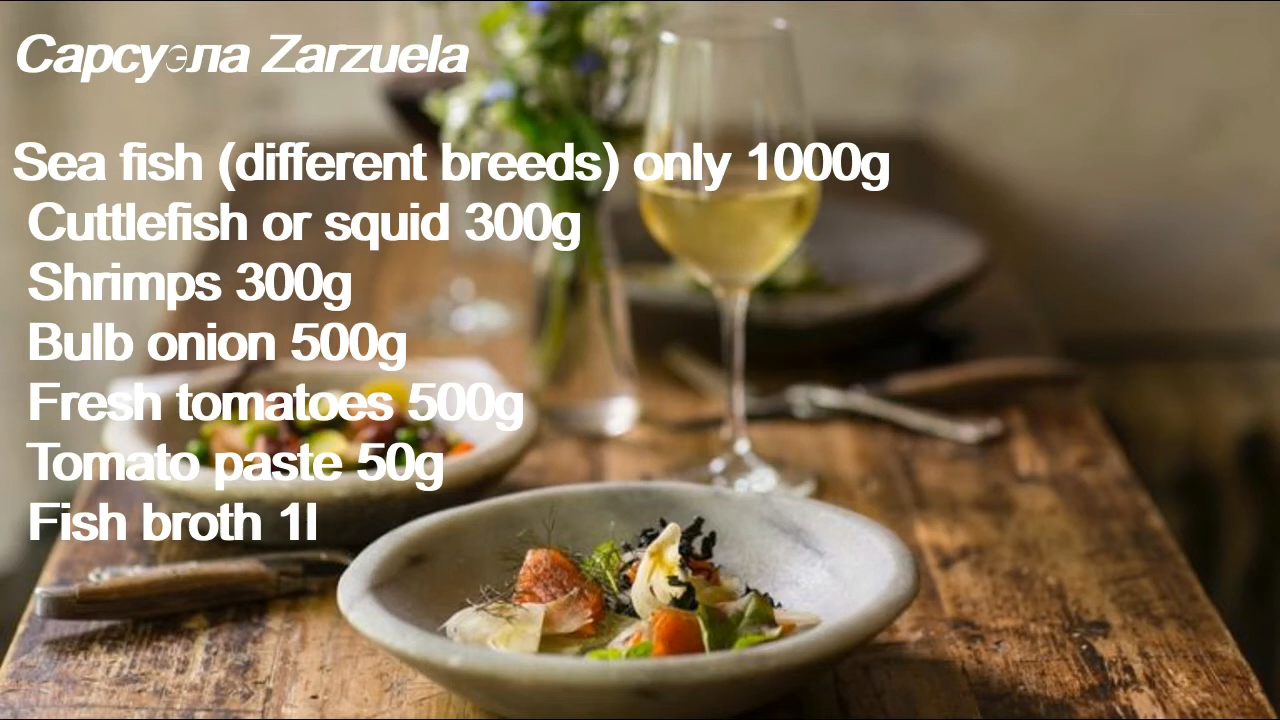 Сарсуэла Zarzuela
Sea fish (different breeds) only 1000g
Cuttlefish or squid 300g
Shrimps 300g
Bulb onion 500g
Fresh tomatoes 500g
Tomato paste 50g
Fish broth 1l